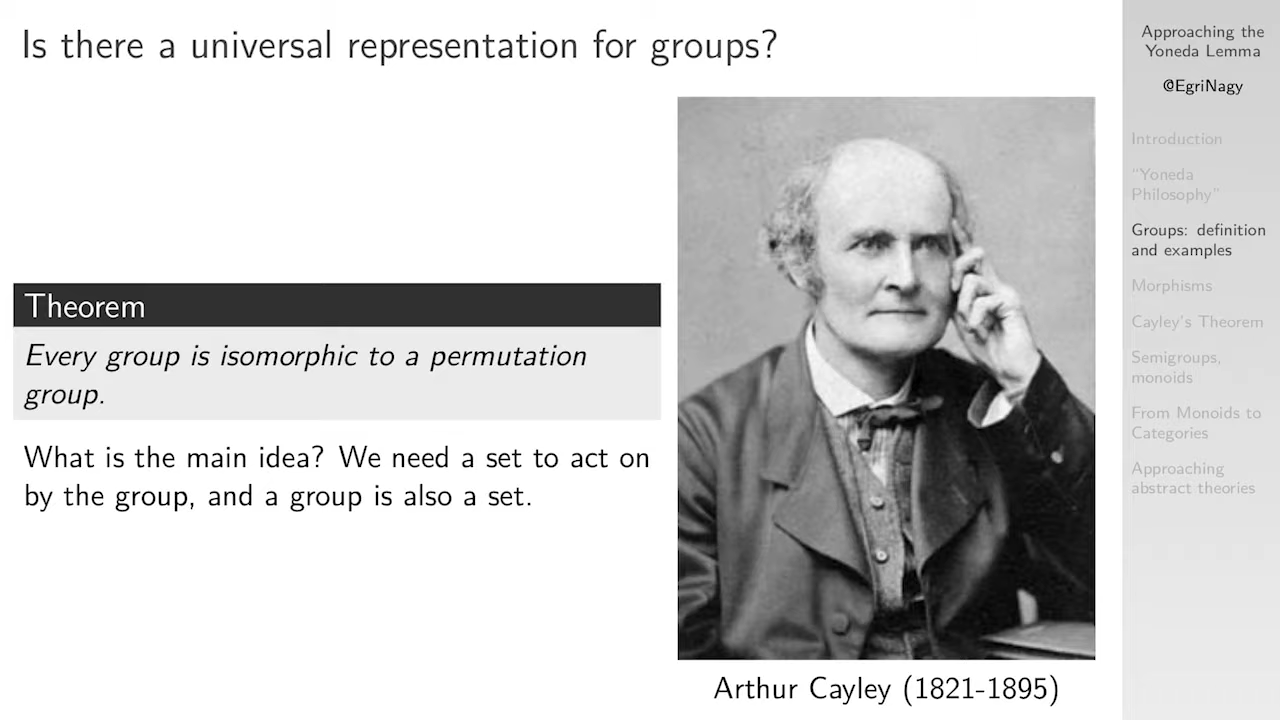 Is there a universal representation for groups?
Theorem
Every group is isomorphic to a permutation
group.
What is the main idea? We need a set to act on
by the group, and a group is also a set.
Arthur Cayley (1821-1895)
Approaching the
Yoneda Lemma
@EgriNagy
Introduction
“Yoneda
Philosophy”
Groups: definition
and examples
Morphisms
Cayley's Theorem
Semigroups,
monoids
From Monoids to
Categories
Approaching
abstract theories